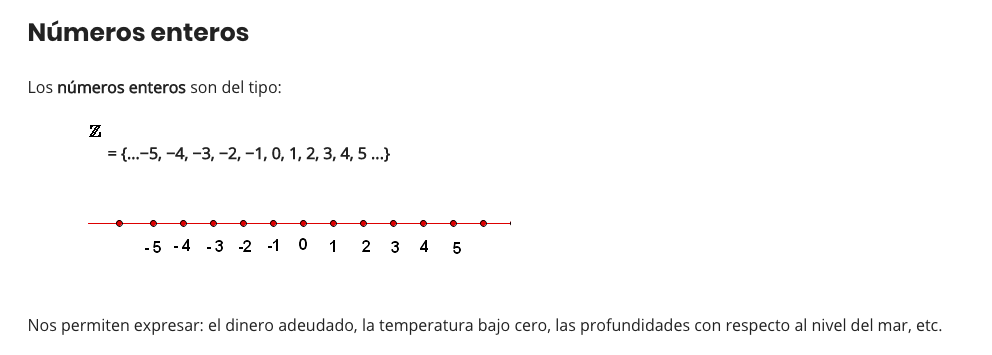 Números enteros
Los números enteros son del tipo:
ℤ
= {...−5, −4, −3, −2, −1, 0, 1, 2, 3, 4, 5 ...}
-5 -4 -3 -2 -1 0 1 2 3 4 5
Nos permiten expresar: el dinero adeudado, la temperatura bajo cero, las profundidades con respecto al nivel del mar, etc.